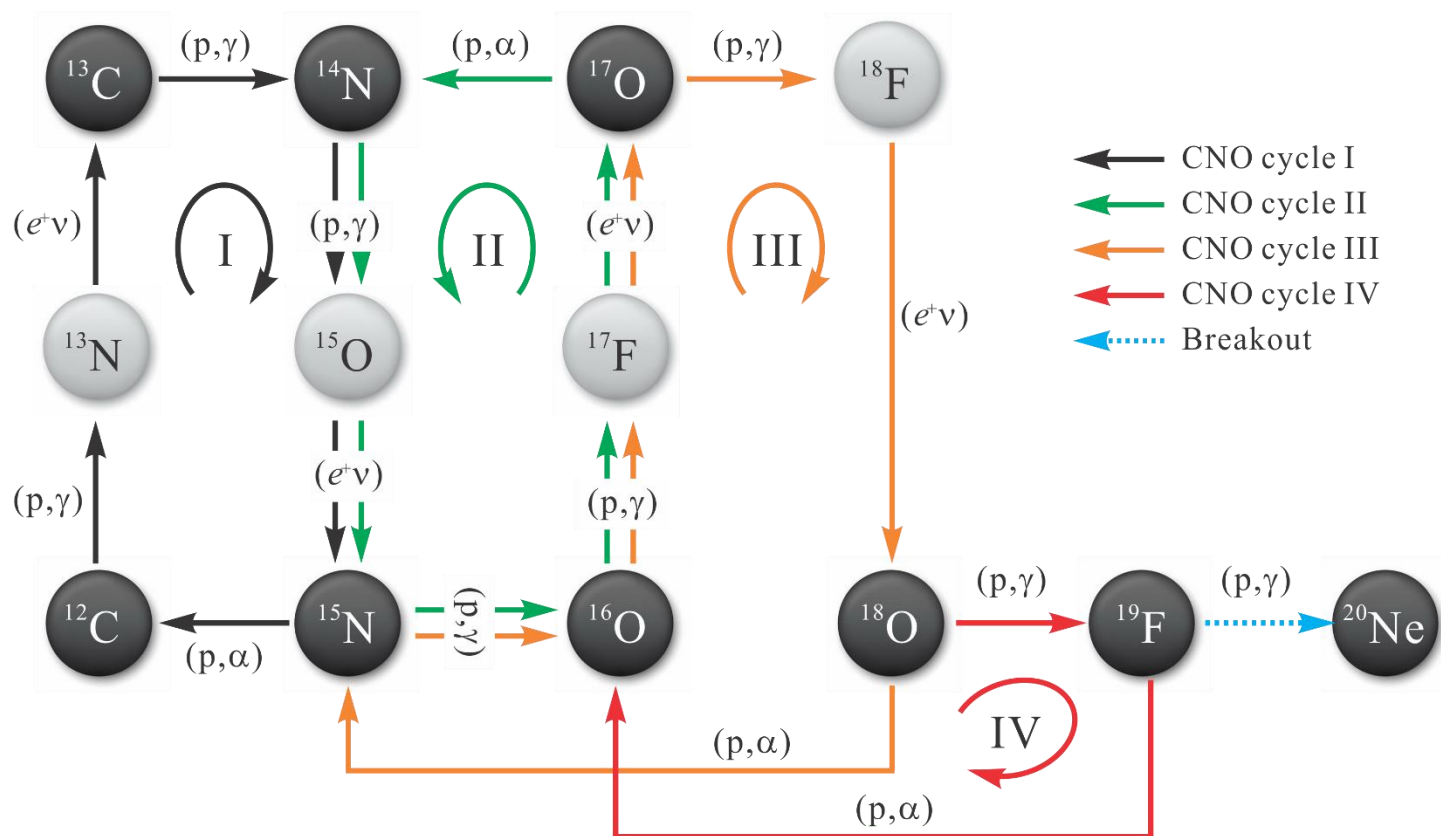 (p,γ)
(p,α)
(p,γ)
¹³C
¹⁴N
¹⁷O
¹⁸F
CNO cycle I
CNO cycle II
CNO cycle III
CNO cycle IV
Breakout
(e⁺ν)
I
(p,γ)
II
(e⁺ν)
III
(e⁺ν)
¹³N
¹⁵O
¹⁷F
(p,γ)
(e⁺ν)
(p,γ)
(p,γ)
(p,γ)
(p,γ)
¹²C
¹⁵N
¹⁶O
¹⁸O
¹⁹F
²⁰Ne
(p,α)
(p,α)
IV
(p,α)